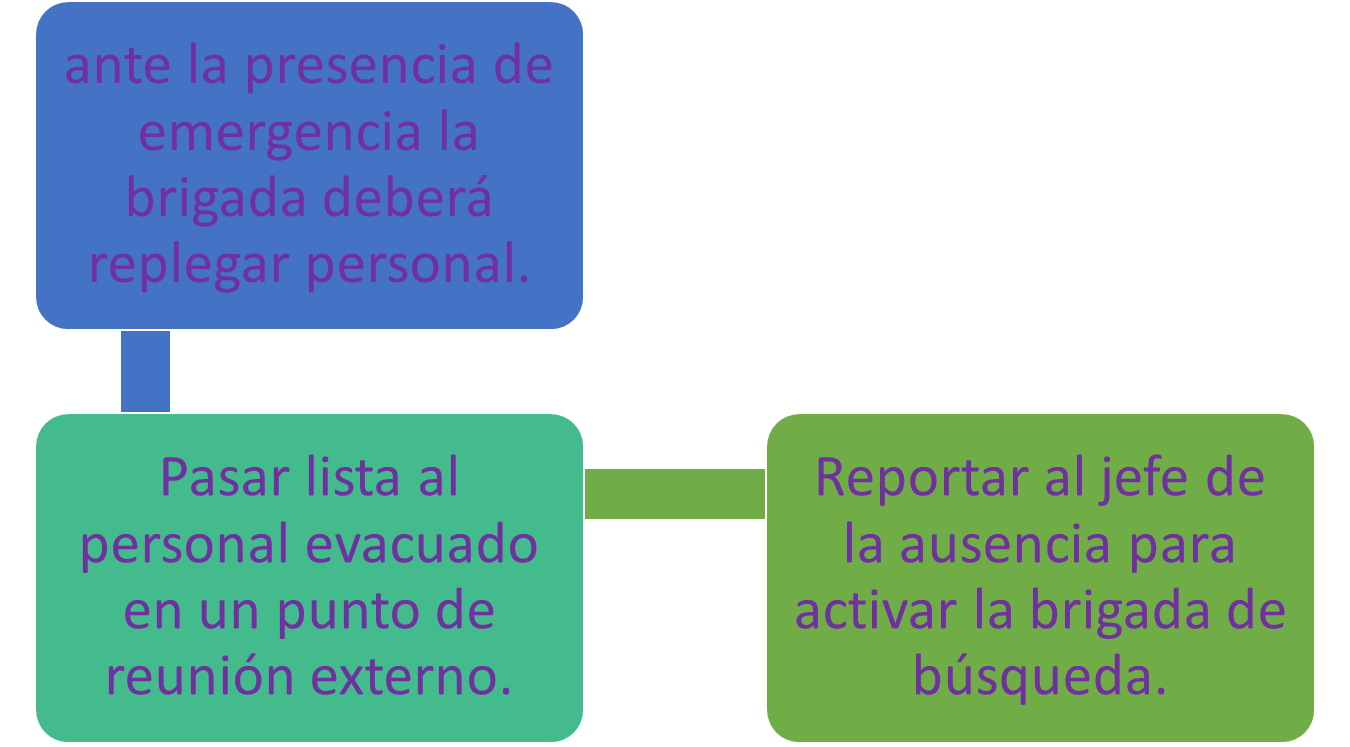 ante la presencia de
emergencia la
brigada deberá
replegar personal.
Pasar lista al
personal evacuado
en un punto de
reunión externo.
Reportar al jefe de
la ausencia para
activar la brigada de
búsqueda.